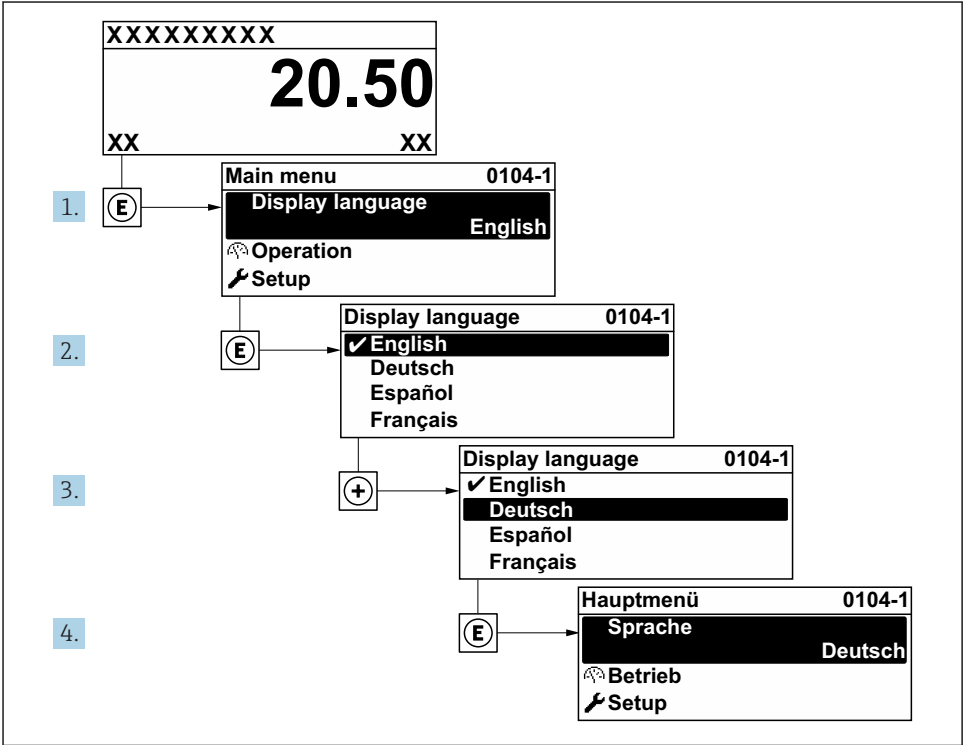 XXXXXXXXX
20.50
XX XX
1.
E
Main menu 0104-1
Display language
English
Operation
Setup
2.
E
Display language 0104-1
✔English
Deutsch
Español
Français
3.
+
Display language 0104-1
✔English
Deutsch
Español
Français
4.
E
Hauptmenü 0104-1
Sprache
Deutsch
Betrieb
Setup